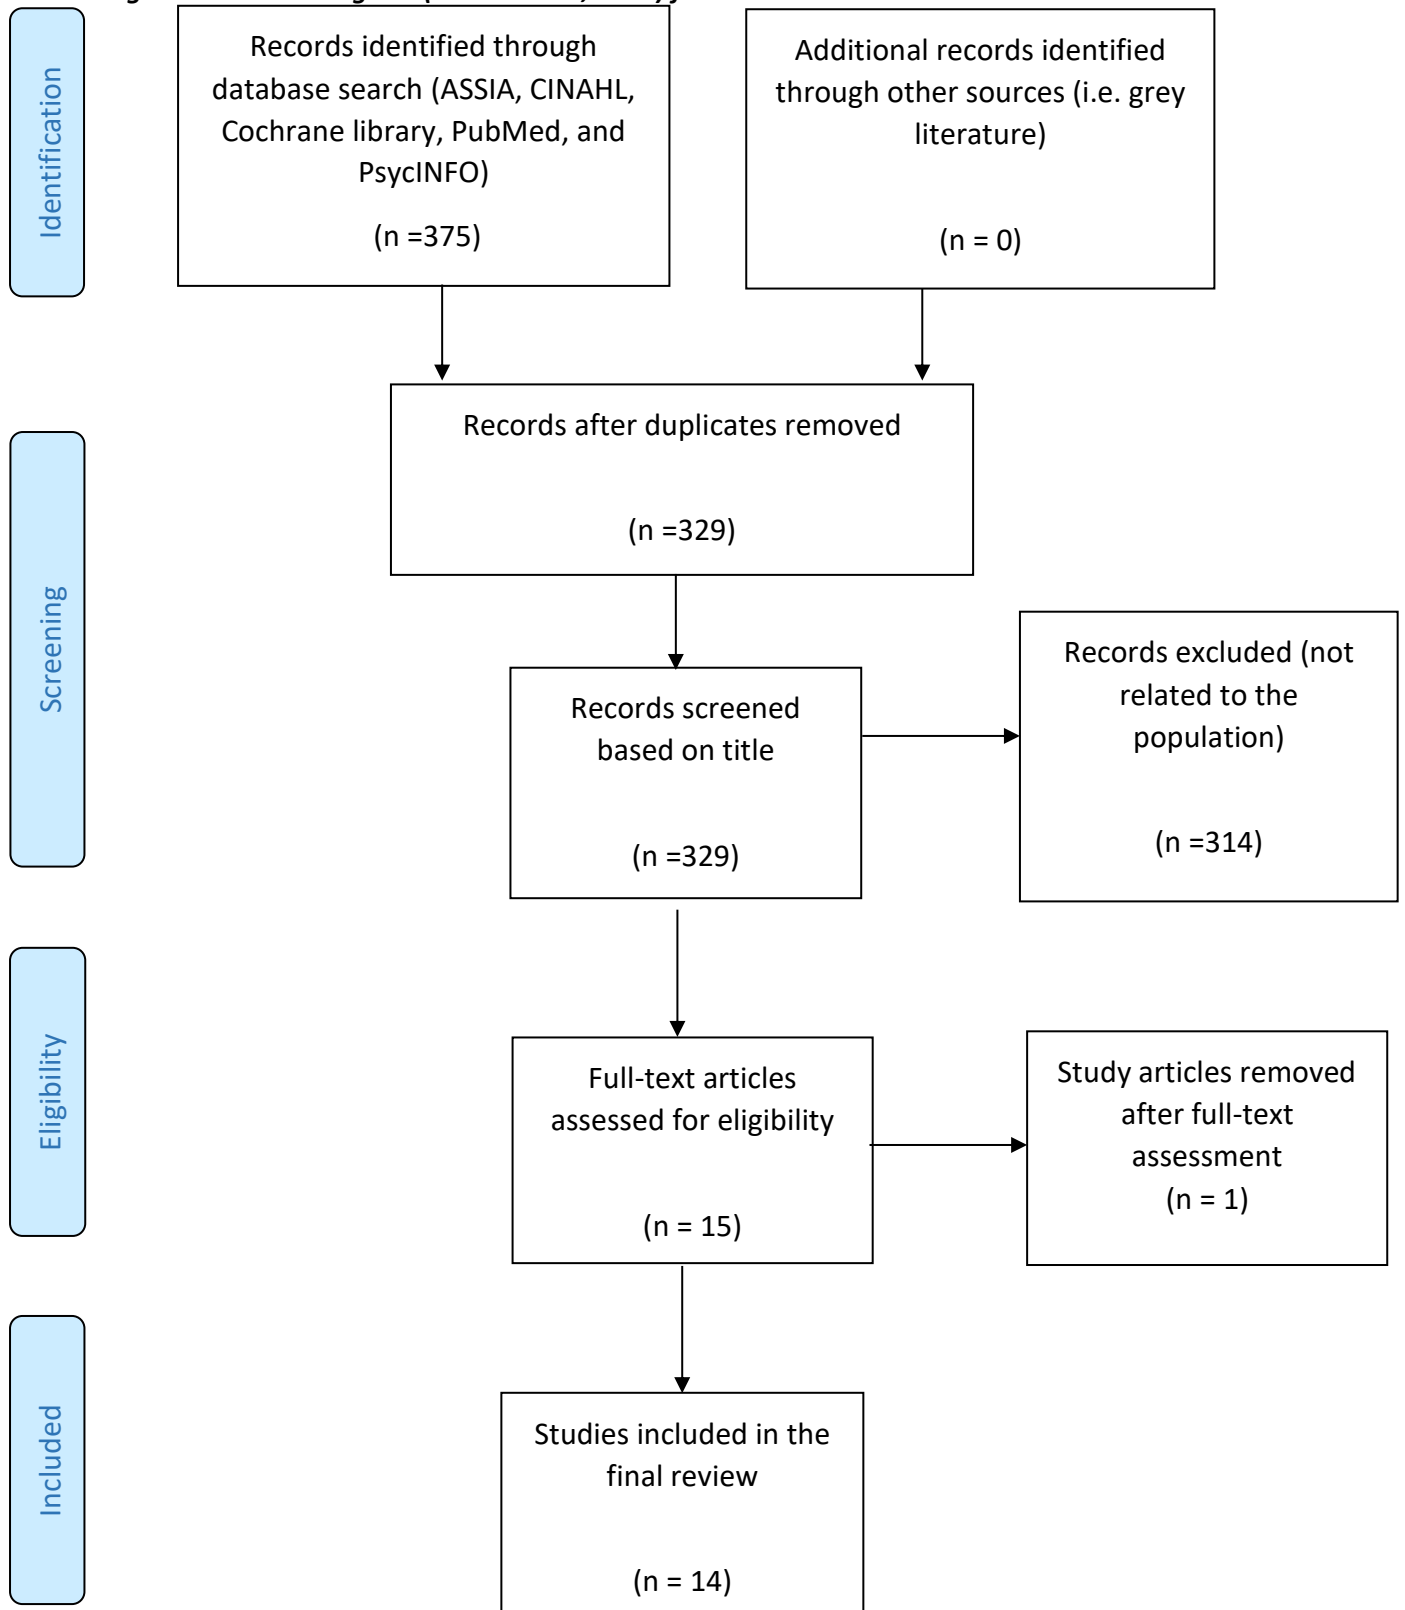 Identification
Records identified through
database search (ASSIA, CINAHL,
Cochrane library, PubMed, and
PsycINFO)
(n =375)
Additional records identified
through other sources (i.e. grey
literature)
(n = 0)
Screening
Records after duplicates removed
(n =329)
Records screened
based on title
(n =329)
Records excluded (not
related to the
population)
(n =314)
Eligibility
Full-text articles
assessed for eligibility
(n = 15)
Study articles removed
after full-text
assessment
(n = 1)
Included
Studies included in the
final review
(n = 14)